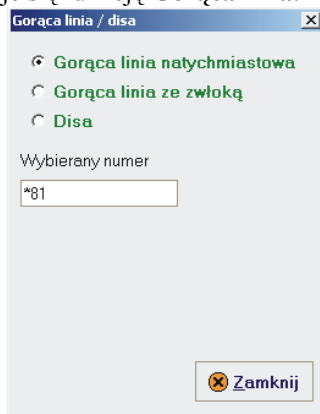 Gorąca linia / disa
Gorąca linia natychmiastowa
Gorąca linia ze zwłoką
Disa
Wybierany numer
*81
Zamknij